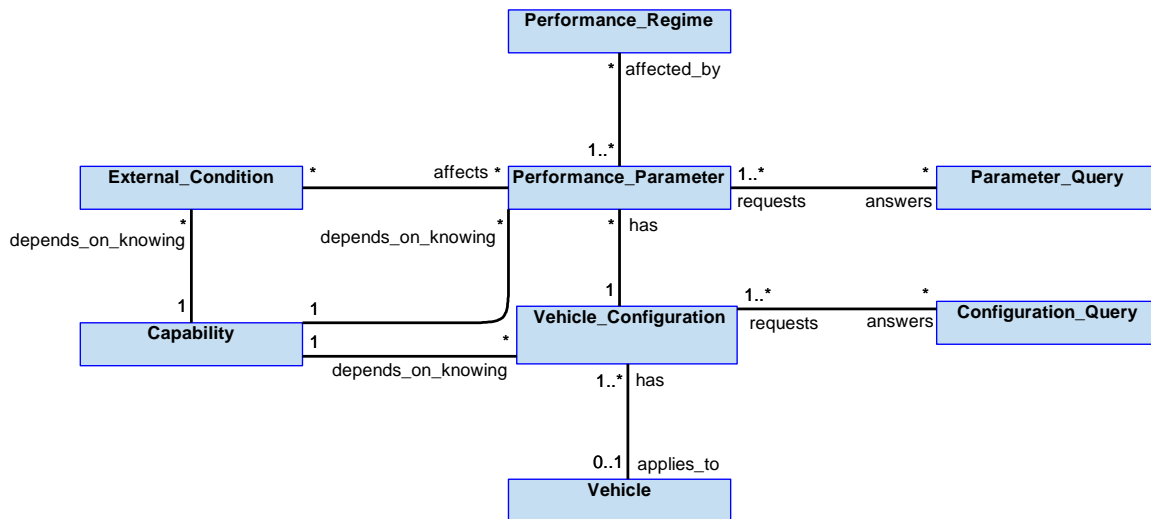 Performance_Regime
* affected_by
1..*
External_Condition
* affects *
Performance_Parameter
1..* *
requests answers
Parameter_Query
*
depends_on_knowing
*
depends_on_knowing
* has
1 1
1
1..* *
requests answers
Capability
Vehicle_Configuration
Configuration_Query
1 *
depends_on_knowing
1..* has
0..1 applies_to
Vehicle